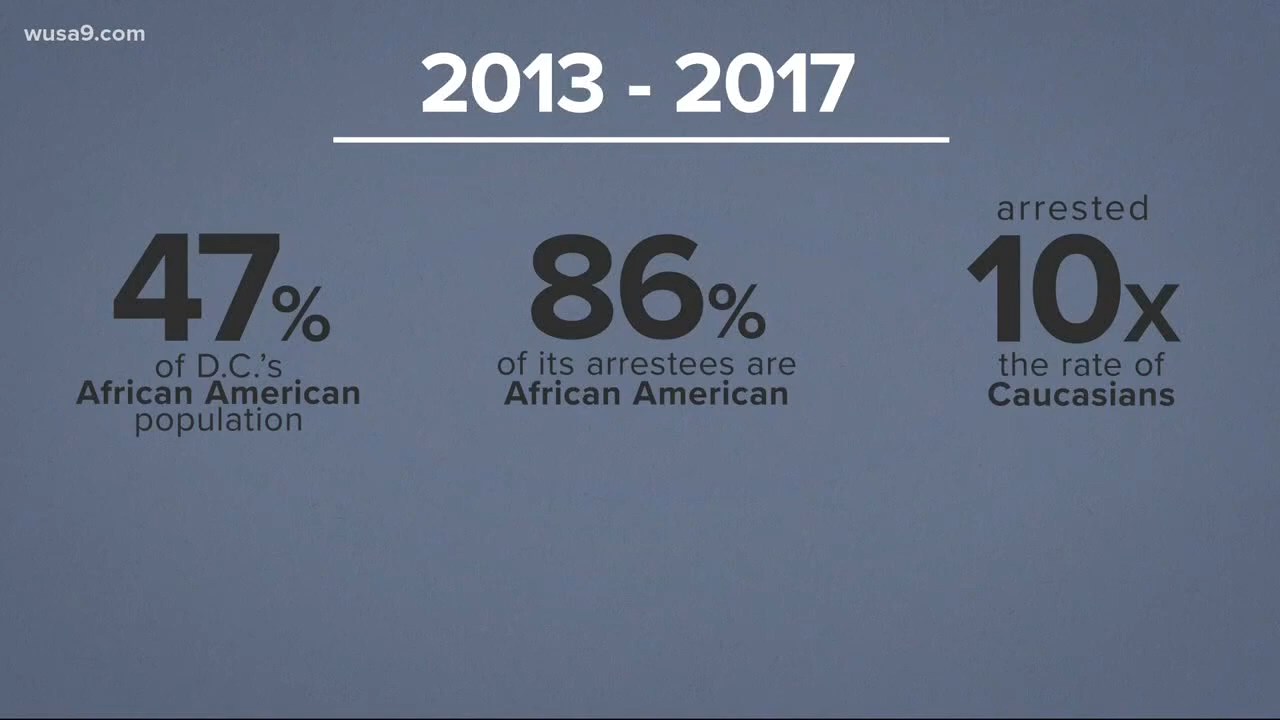 wusa9.com
2013 - 2017
47%
of D.C.'s
African American
population
86%
of its arrestees are
African American
arrested
10x
the rate of
Caucasians